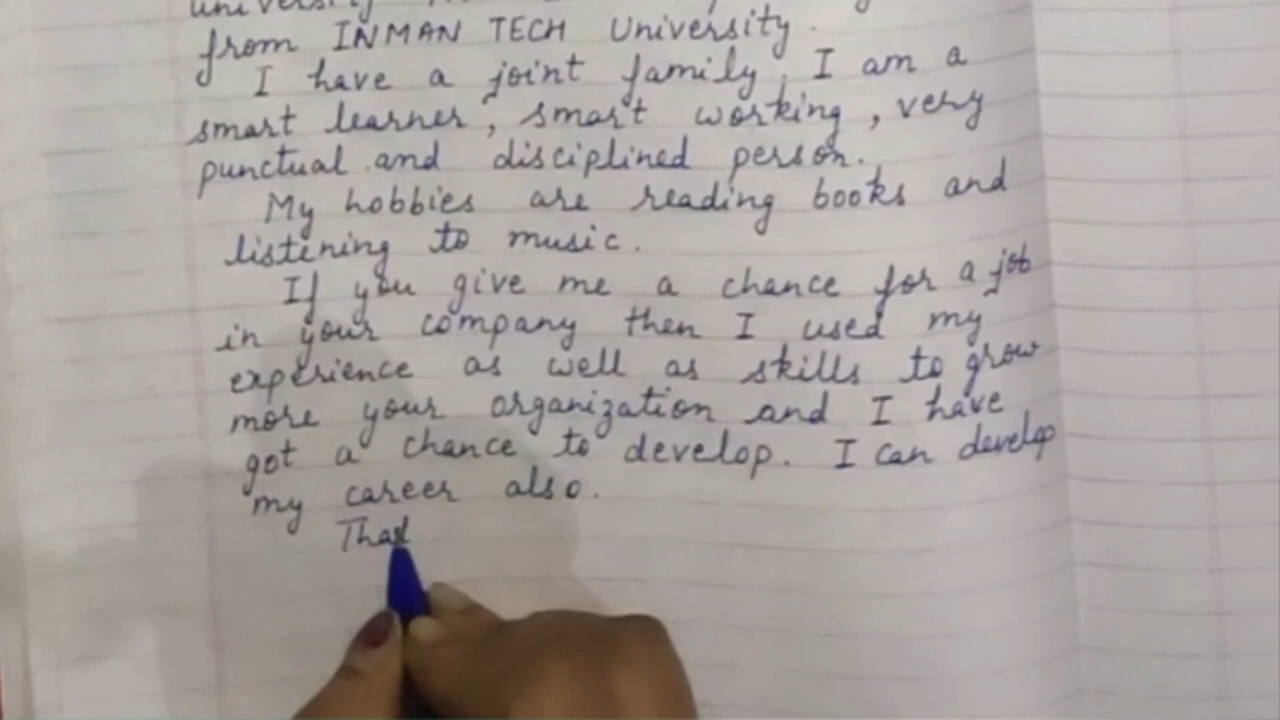 university
from INMAN TECH University.
I have a joint family, I am a
smart learner, smart working, very
punctual and disciplined person.
My hobbies are reading books and
listening to music.
If you give me a chance for a job
in your company then I used my
experience as well as skills to grow
more your organization and I have
got a chance to develop. I can develop
my career also.
Tha